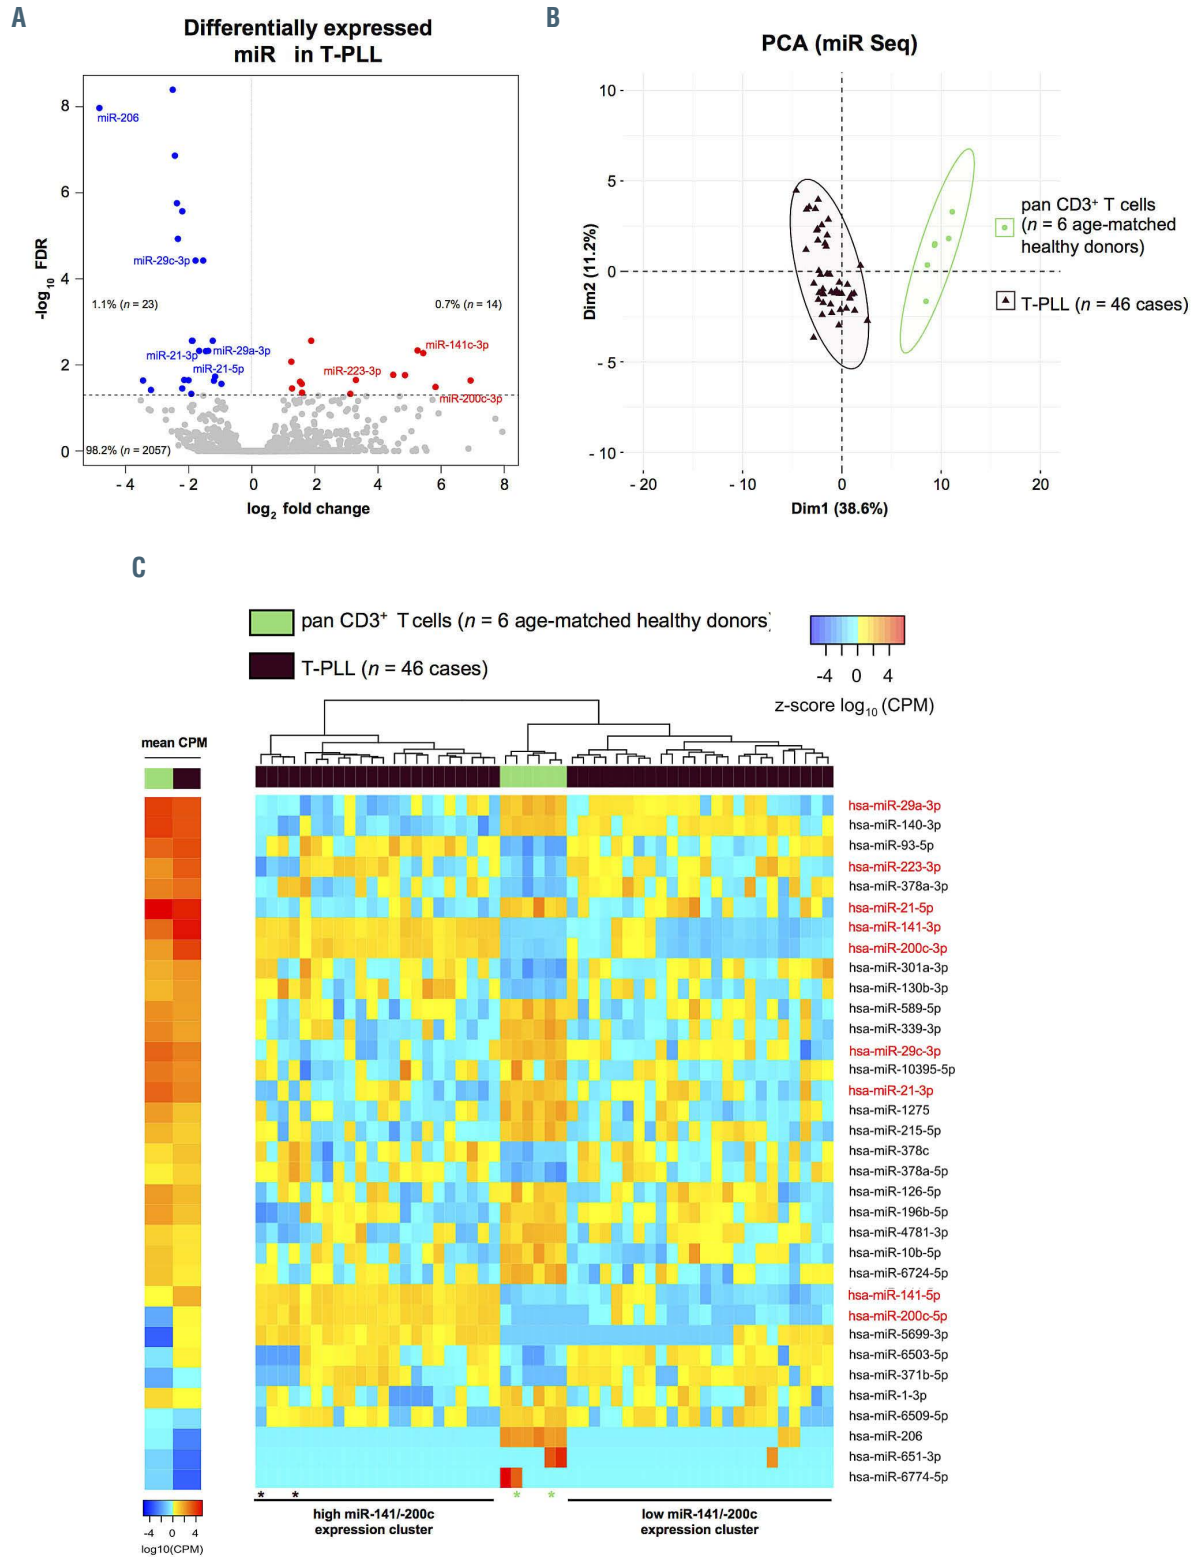 A
Differentially expressed
miR in T-PLL
-log10 FDR
8
6
4
2
0
miR-206
miR-29c-3p
1.1% (n = 23)
0.7% (n = 14)
miR-21-3p
miR-29a-3p
miR-21-5p
miR-141c-3p
miR-223-3p
miR-200c-3p
98.2% (n = 2057)
- 4
- 2
0
2
4
6
8
log2 fold change
B
PCA (miR Seq)
Dim2 (11.2%)
10
5
0
-5
- 10
- 20
- 10
0
10
20
Dim1 (38.6%)
pan CD3+ T cells
(n = 6 age-matched
healthy donors)
T-PLL (n = 46 cases)
C
pan CD3+ T cells (n = 6 age-matched healthy donors)
T-PLL (n = 46 cases)
-4 0 4
z-score log10 (CPM)
mean CPM
hsa-miR-29a-3p
hsa-miR-140-3p
hsa-miR-93-5p
hsa-miR-223-3p
hsa-miR-378a-3p
hsa-miR-21-5p
hsa-miR-141-3p
hsa-miR-200c-3p
hsa-miR-301a-3p
hsa-miR-130b-3p
hsa-miR-589-5p
hsa-miR-339-3p
hsa-miR-29c-3p
hsa-miR-10395-5p
hsa-miR-21-3p
hsa-miR-1275
hsa-miR-215-5p
hsa-miR-378c
hsa-miR-378a-5p
hsa-miR-126-5p
hsa-miR-196b-5p
hsa-miR-4781-3p
hsa-miR-10b-5p
hsa-miR-6724-5p
hsa-miR-141-5p
hsa-miR-200c-5p
hsa-miR-5699-3p
hsa-miR-6503-5p
hsa-miR-371b-5p
hsa-miR-1-3p
hsa-miR-6509-5p
hsa-miR-206
hsa-miR-651-3p
hsa-miR-6774-5p
* * * *
high miR-141/-200c
expression cluster
low miR-141/-200c
expression cluster
-4 0 4
log10(CPM)